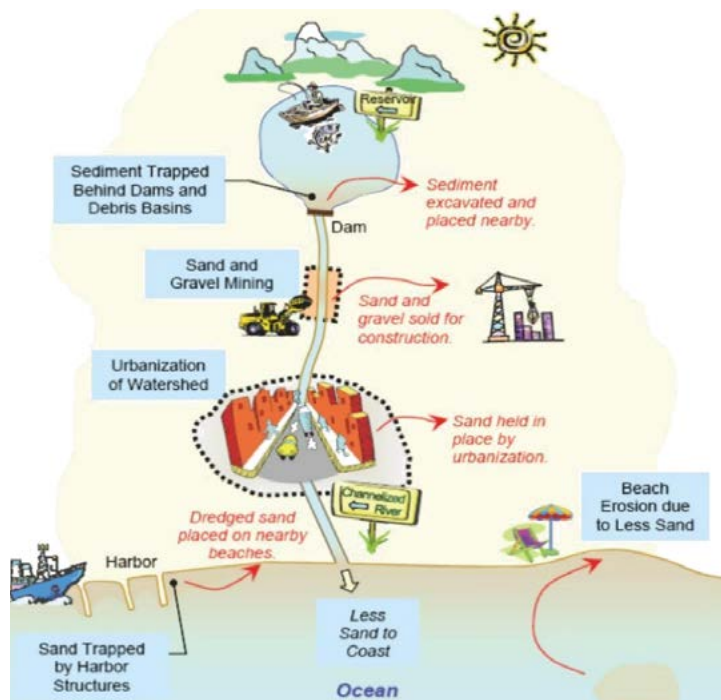 Reservoir
Sediment Trapped
Behind Dams and
Debris Basins
Sediment
excavated and
placed nearby.
Dam
Sand and
Gravel Mining
Sand and
gravel sold for
construction.
Urbanization
of Watershed
Sand held in
place by
urbanization.
Channelized
River
Beach
Erosion due
to Less Sand
Dredged sand
placed on nearby
beaches.
Harbor
Sand Trapped
by Harbor
Structures
Less
Sand to
Coast
Ocean